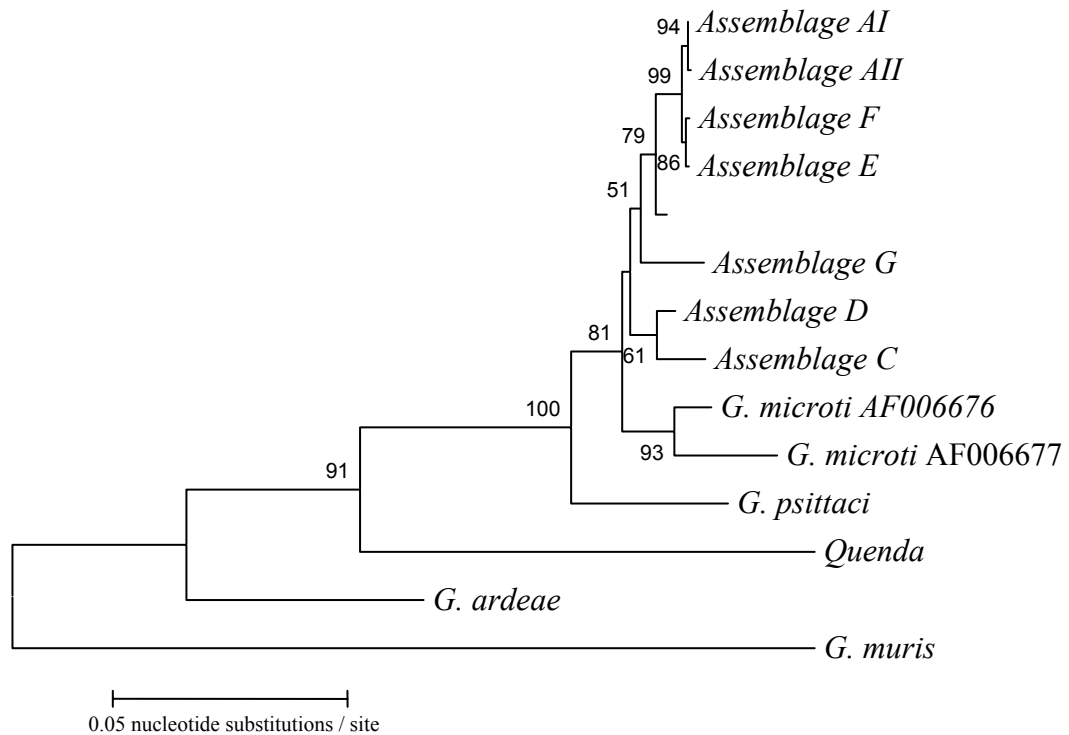 94
Assemblage AI
Assemblage AII
99
Assemblage F
79
86
Assemblage E
51
Assemblage G
Assemblage D
81
61
Assemblage C
100
G. microti AF006676
93
G. microti AF006677
91
G. psittaci
Quenda
G. ardeae
G. muris
0.05 nucleotide substitutions / site